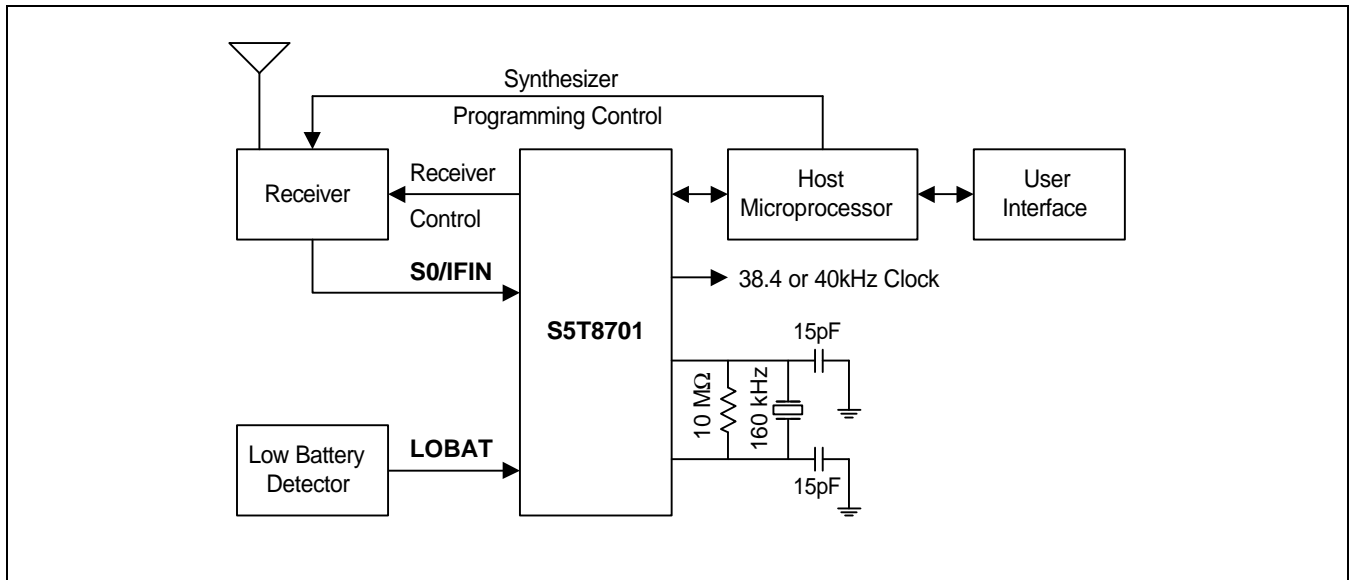 Synthesizer
Programming Control
Receiver
Receiver
Control
Host
Microprocessor
User
Interface
S0/IFIN
38.4 or 40kHz Clock
S5T8701
15pF
10 MΩ
160 kHz
Low Battery
Detector
LOBAT
15pF